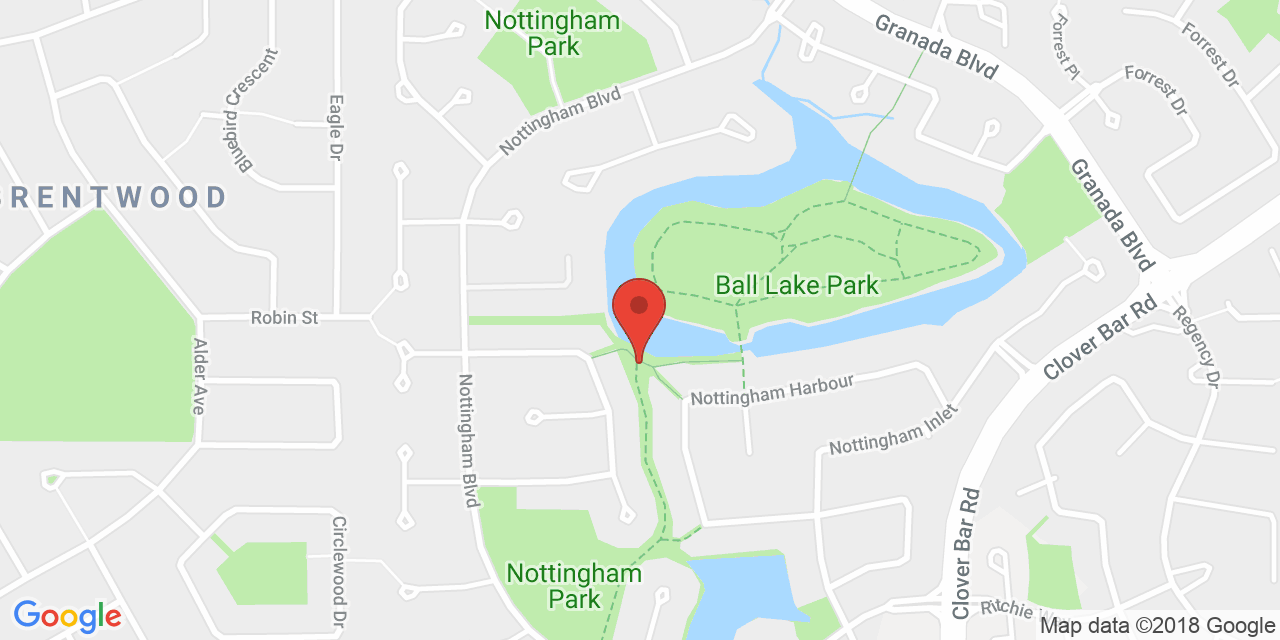 Nottingham
Park
Granada Blvd
Forrest Pl
Forrest Dr
Forrest Dr
Bluebird Crescent
Eagle Dr
Nottingham Blvd
BRENTWOOD
Granada Blvd
Ball Lake Park
Robin St
Alder Ave
Clover Bar Rd
Regency Dr
Nottingham Blvd
Nottingham Harbour
Nottingham Inlet
Clover Bar Rd
Circlewood Dr
Nottingham
Park
Ritchie
Google
Map data ©2018 Google